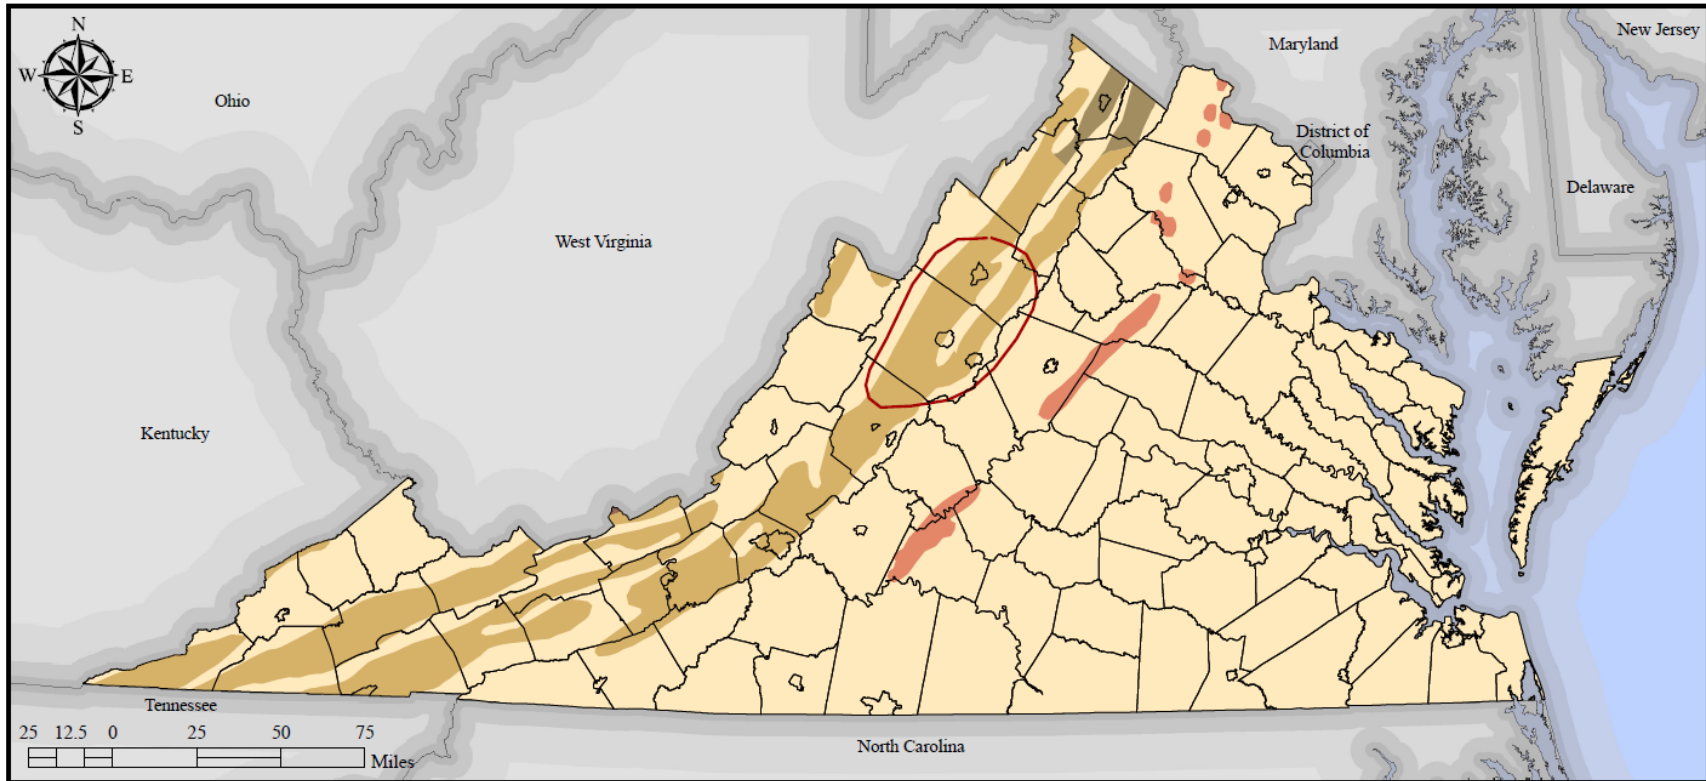 New Jersey
Maryland
N
W E
S
Ohio
District of
Columbia
Delaware
West Virginia
Kentucky
Tennessee
25 12.5 0 25 50 75
Miles
North Carolina